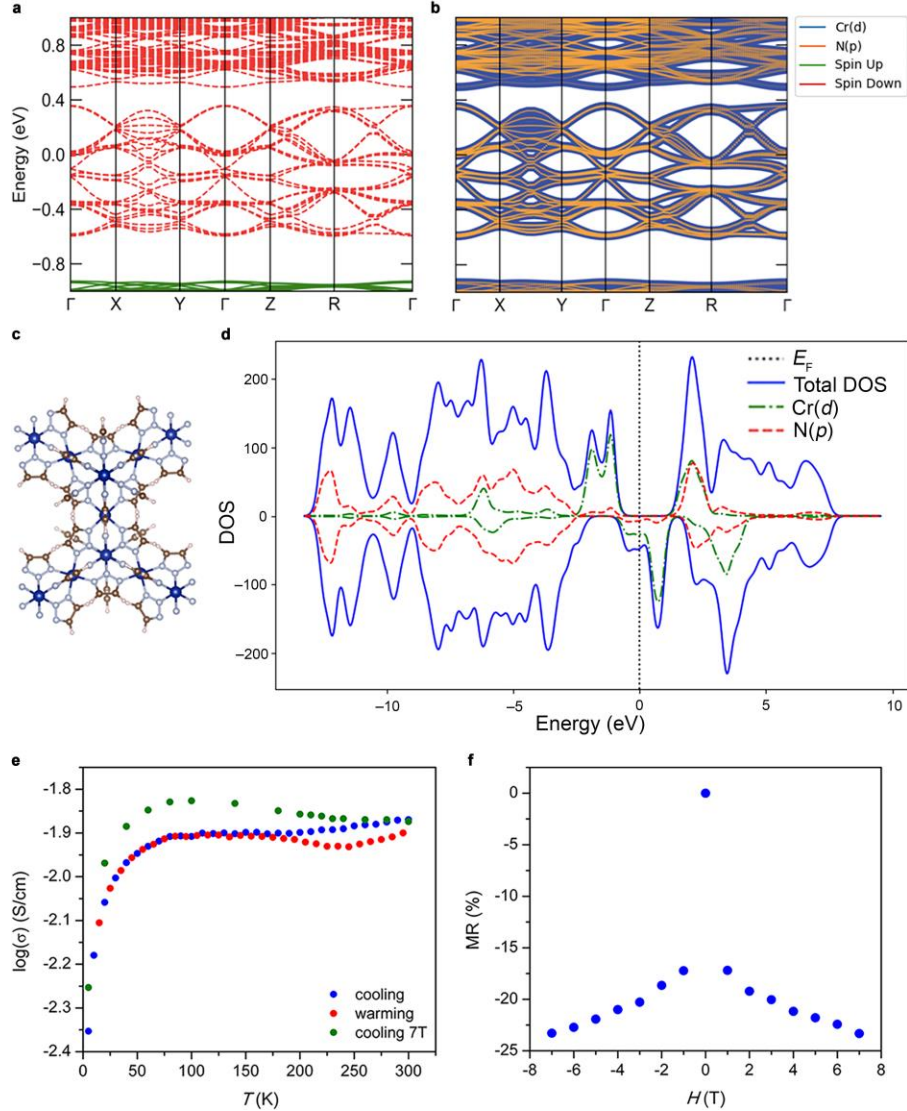 a
0.8
0.4
0.0
−0.4
−0.8
Energy (eV)
Γ X Y Γ Z R Γ
b
Γ X Y Γ Z R Γ
Cr(d)
N(p)
Spin Up
Spin Down
c
d
200
100
0
−100
−200
DOS
−10 −5 0 5 10
Energy (eV)
E_F
Total DOS
Cr(d)
N(p)
e
-1.8
-1.9
-2.0
-2.1
-2.2
-2.3
-2.4
log(σ) (S/cm)
0 50 100 150 200 250 300
T (K)
cooling
warming
cooling 7T
f
0
-5
-10
-15
-20
-25
MR (%)
-8 -6 -4 -2 0 2 4 6 8
H (T)